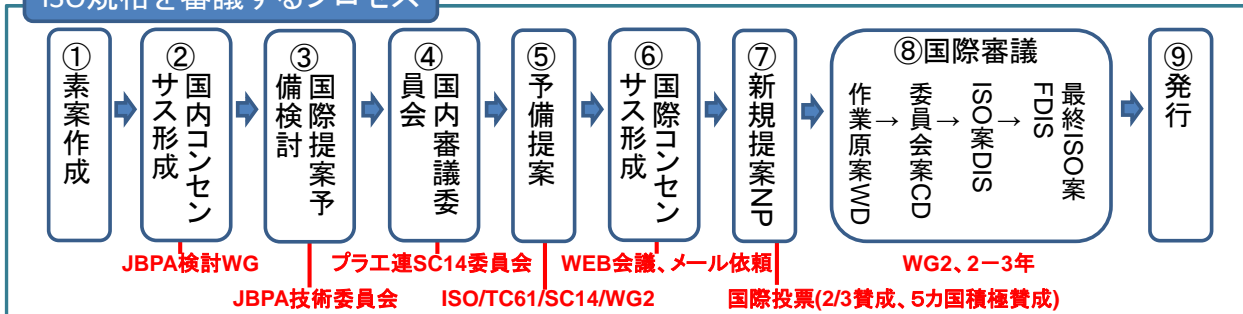 ISO規格を審議するプロセス
①素案作成
②国内コンセン
サス形成
③国際提案予
備検討
④国内審議委
員会
⑤予備提案
⑥国際コンセン
サス形成
⑦新規提案NP
⑧国際審議
作業原案WD
→
委員会案CD
→
ISO案DIS
→
最終ISO案
FDIS
⑨発行
JBPA検討WG
プラ工連SC14委員会
WEB会議、メール依頼
WG2、2－3年
JBPA技術委員会
ISO/TC61/SC14/WG2
国際投票(2/3賛成、5カ国積極賛成)